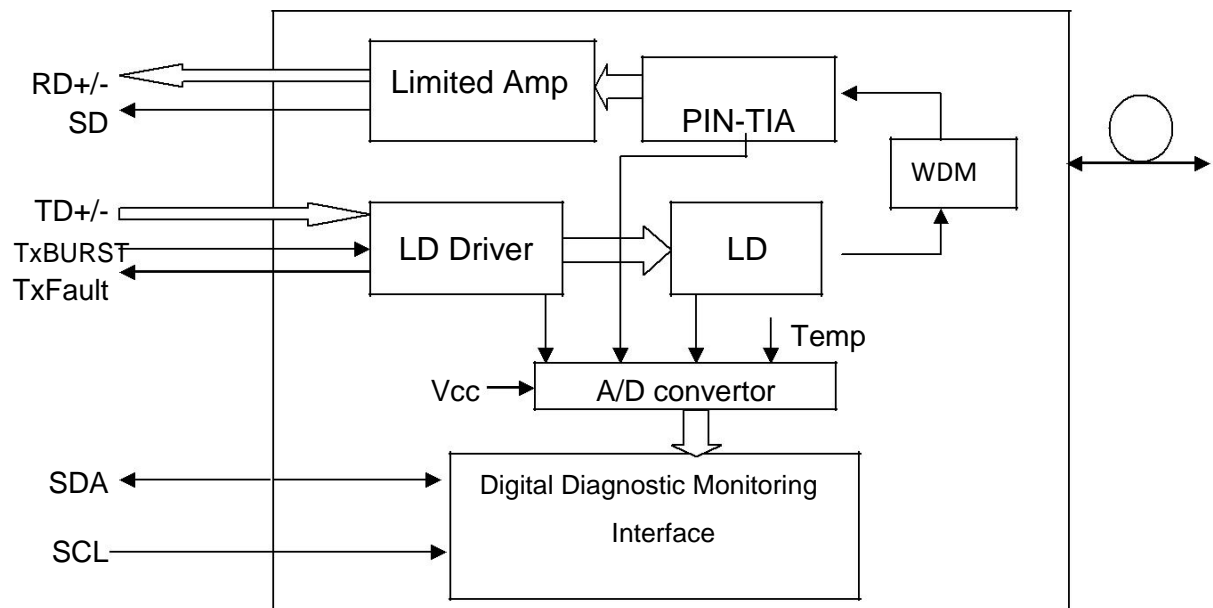 RD+/-
SD
Limited Amp
PIN-TIA
WDM
TD+/-
TxBURST
TxFault
LD Driver
LD
Temp
Vcc
A/D convertor
SDA
SCL
Digital Diagnostic Monitoring
Interface